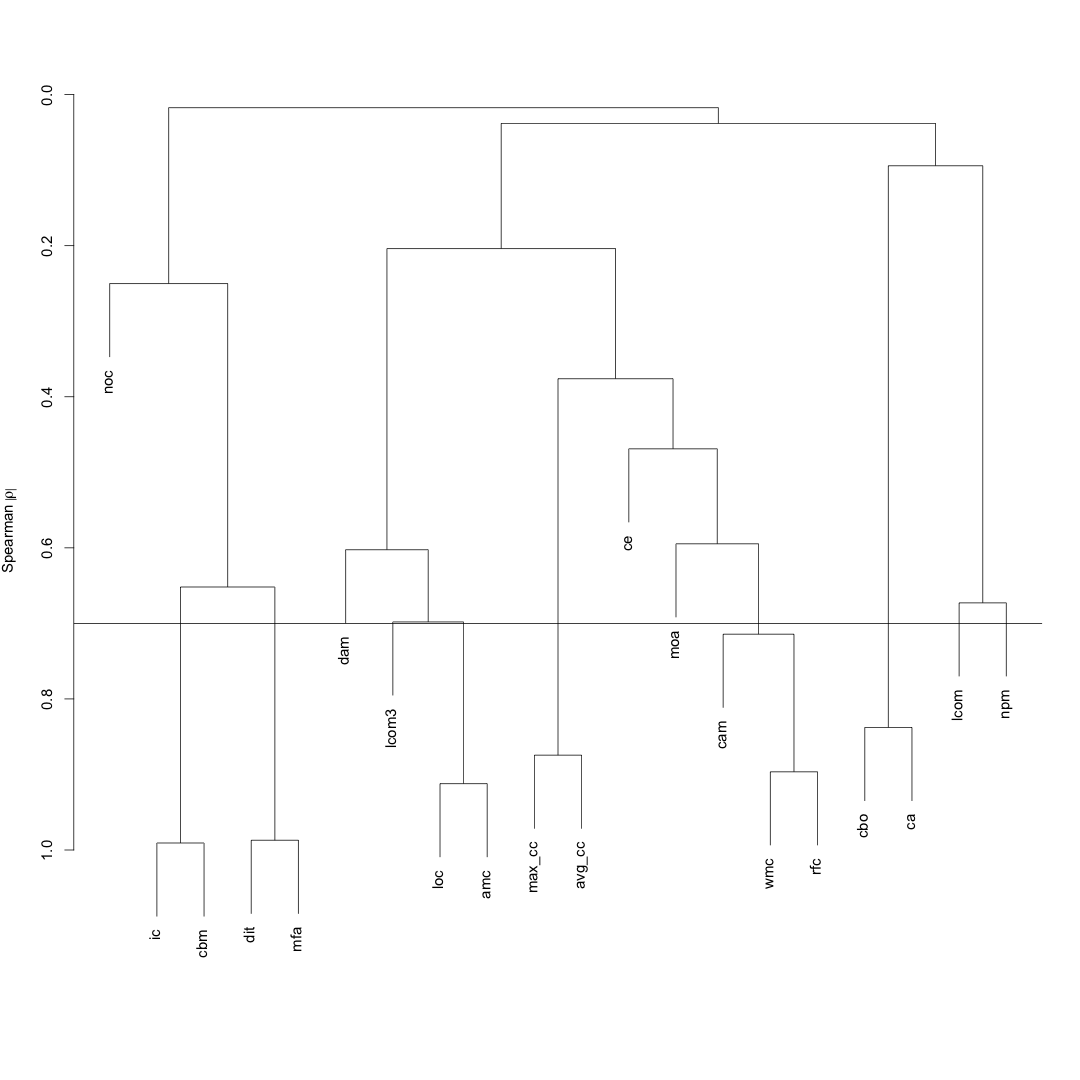 Spearman |ρ|
0.0
0.2
0.4
0.6
0.8
1.0
noc
ic
cbm
dit
mfa
dam
lcom3
loc
amc
max_cc
avg_cc
ce
moa
cam
wmc
rfc
cbo
ca
lcom
npm